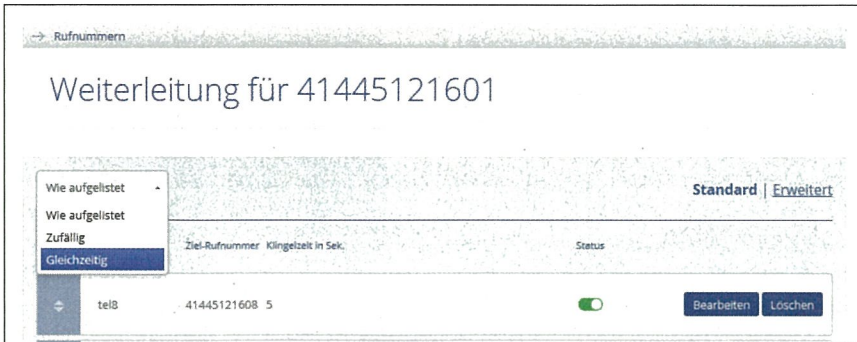 → Rufnummern
Weiterleitung für 41445121601
Wie aufgelistet
Standard | Erweitert
Wie aufgelistet
Zufällig
Gleichzeitig
Ziel-Rufnummer Klingelzeit in Sek. Status
tel8 41445121608 5 Bearbeiten Löschen